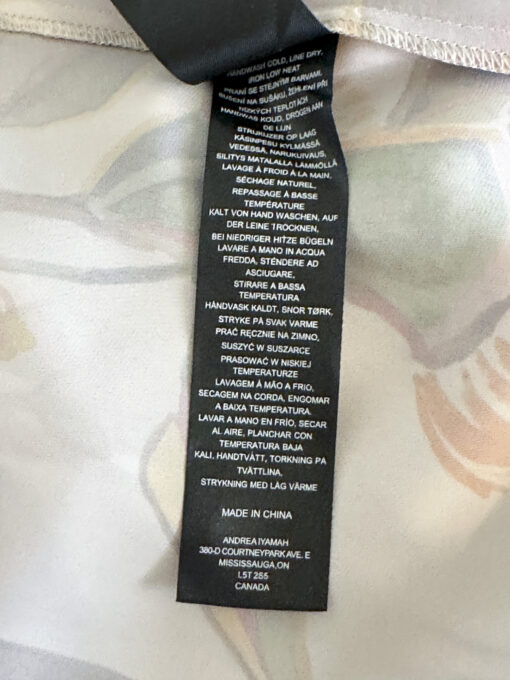 HANDWASH COLD, LINE DRY,
IRON LOW HEAT
PRANÍ SE STEJNÝMI BARVAMI,
SUŠENÍ NA SUŠÁKU, ŽEHLENÍ PŘI
NÍZKÝCH TEPLOTÁCH
HANDWAS KOUD, DROGEN AAN
DE LIJN
STRIJKIJZER OP LAAG
KÄSINPESU KYLMÄSSÄ
VEDESSÄ, NARUKUIVAUS,
SILITYS MATALALLA LÄMMÖLLÄ
LAVAGE À FROID À LA MAIN,
SÉCHAGE NATUREL,
REPASSAGE À BASSE
TEMPÉRATURE
KALT VON HAND WASCHEN, AUF
DER LEINE TROCKNEN,
BEI NIEDRIGER HITZE BÜGELN
LAVARE A MANO IN ACQUA
FREDDA, STENDERE AD
ASCIUGARE,
STIRARE A BASSA
TEMPERATURA
HÅNDVASK KALDT, SNOR TØRK,
STRYKE PÅ SVAK VARME
PRAĆ RĘCZNIE NA ZIMNO,
SUSZYĆ W SUSZARCE
PRASOWAĆ W NISKIEJ
TEMPERATURZE
LAVAGEM À MÃO A FRIO,
SECAGEM NA CORDA, ENGOMAR
A BAIXA TEMPERATURA.
LAVAR A MANO EN FRÍO, SECAR
AL AIRE, PLANCHAR CON
TEMPERATURA BAJA
KALL HANDTVÄTT, TORKNING PÅ
TVÄTTLINA,
STRYKNING MED LÅG VÄRME
MADE IN CHINA
ANDREA IYAMAH
380-D COURTNEYPARK AVE. E
MISSISSAUGA,ON
L5T 2S5
CANADA